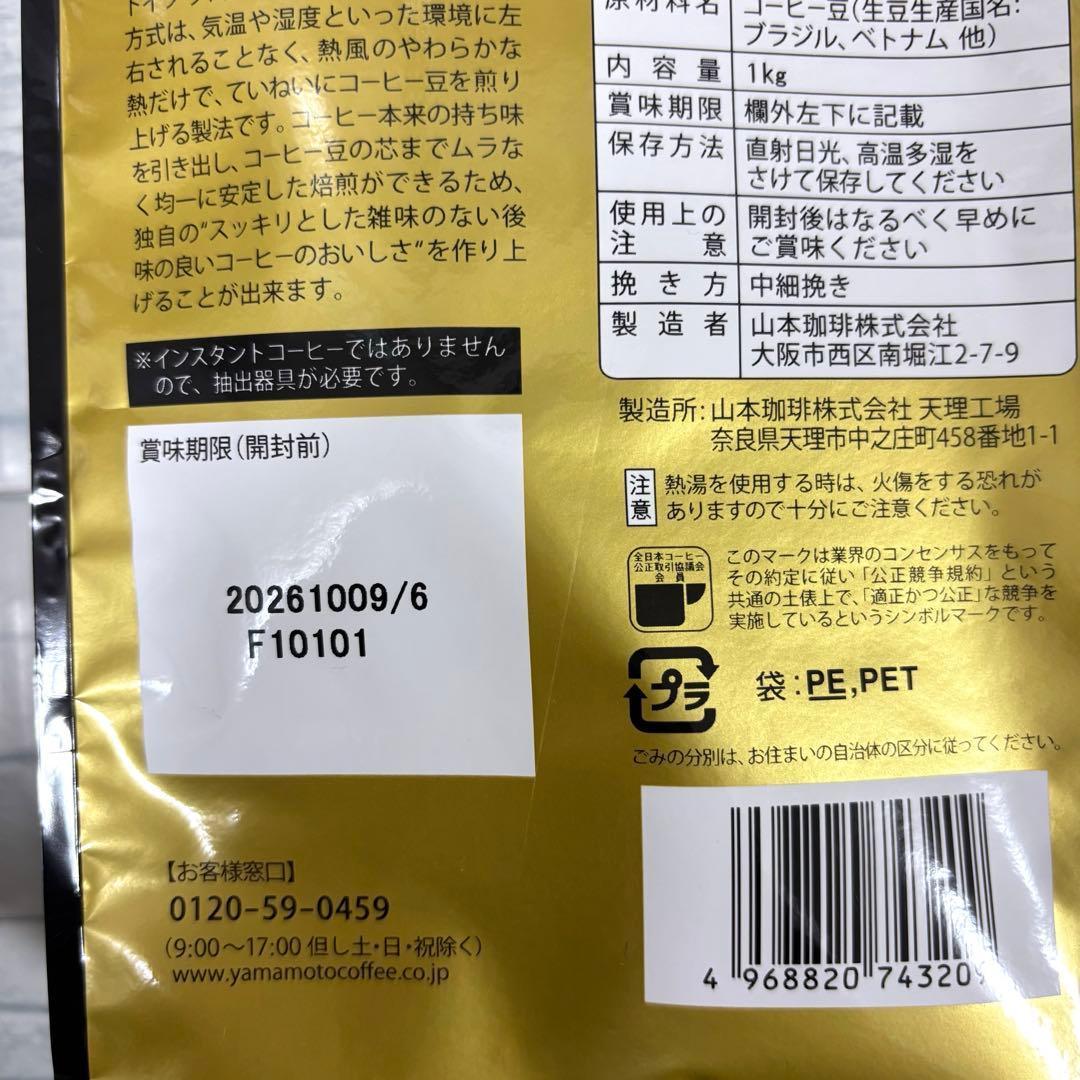 方式は、気温や湿度といった環境に左
右されることなく、熱風のやわらかな
熱だけで、ていねいにコーヒー豆を煎り
上げる製法です。コーヒー本来の持ち味
を引き出し、コーヒー豆の芯までムラな
く均一に安定した焙煎ができるため、
独自の“スッキリとした雑味のない後
味の良いコーヒーのおいしさ”を作り上
げることが出来ます。
※インスタントコーヒーではありません
ので、抽出器具が必要です。
賞味期限(開封前)
20261009/6
F10101
【お客様窓口】
0120-59-0459
(9:00〜17:00 但し土・日・祝除く)
www.yamamotocoffee.co.jp
原材料名 コーヒー豆(生豆生産国名:
ブラジル、ベトナム 他)
内容量 1kg
賞味期限 欄外左下に記載
保存方法 直射日光、高温多湿を
さけて保存してください
使用上の 開封後はなるべく早めに
注意 ご賞味ください
挽き方 中細挽き
製造者 山本珈琲株式会社
大阪市西区南堀江2-7-9
製造所:山本珈琲株式会社 天理工場
奈良県天理市中之庄町458番地1-1
注意 熱湯を使用する時は、火傷をする恐れが
ありますので十分にご注意ください。
全日本コーヒー
公正取引協議会
会員
このマークは業界のコンセンサスをもって
その約定に従い「公正競争規約」という
共通の土俵上で、「適正かつ公正」な競争を
実施しているというシンボルマークです。
プラ 袋:PE,PET
ごみの分別は、お住まいの自治体の区分に従ってください。
4 968820 74320